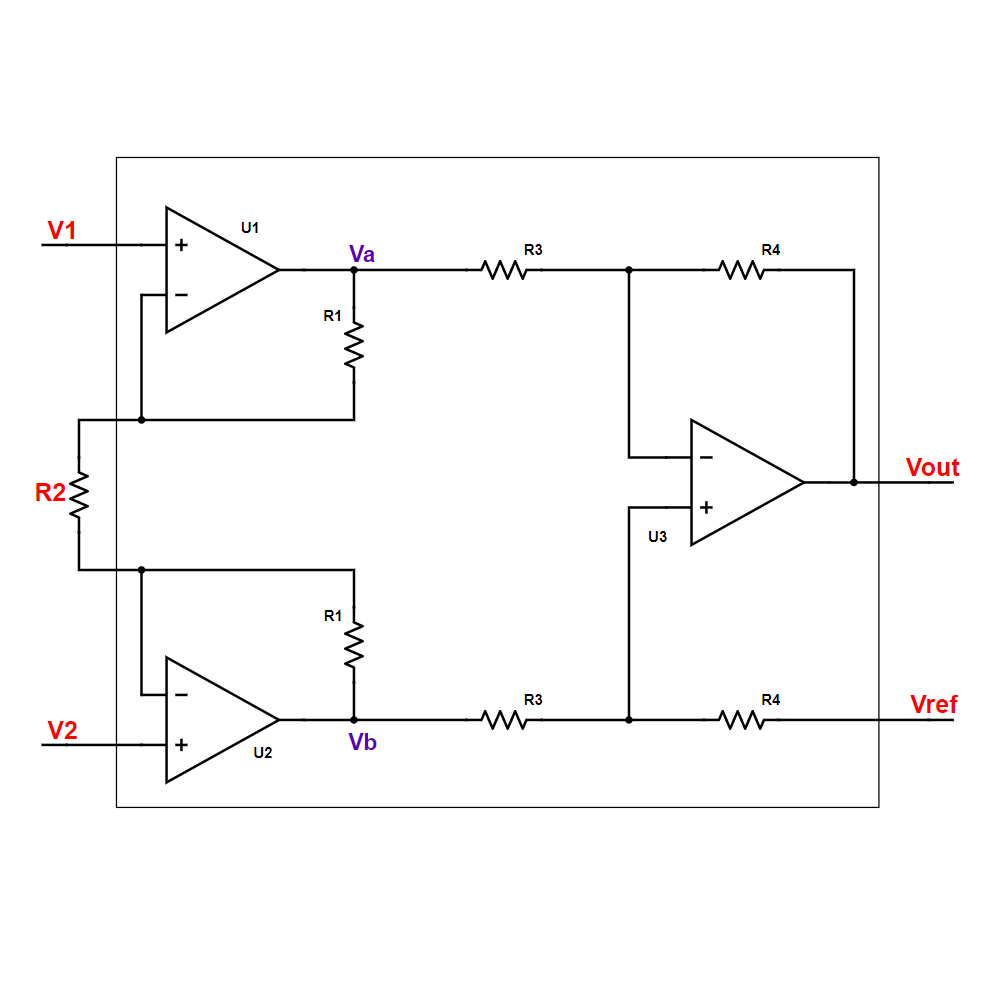 V1
U1
+
−
Va
R3
R4
R1
R2
−
+
U3
Vout
R1
−
+
V2
U2
Vb
R3
R4
Vref